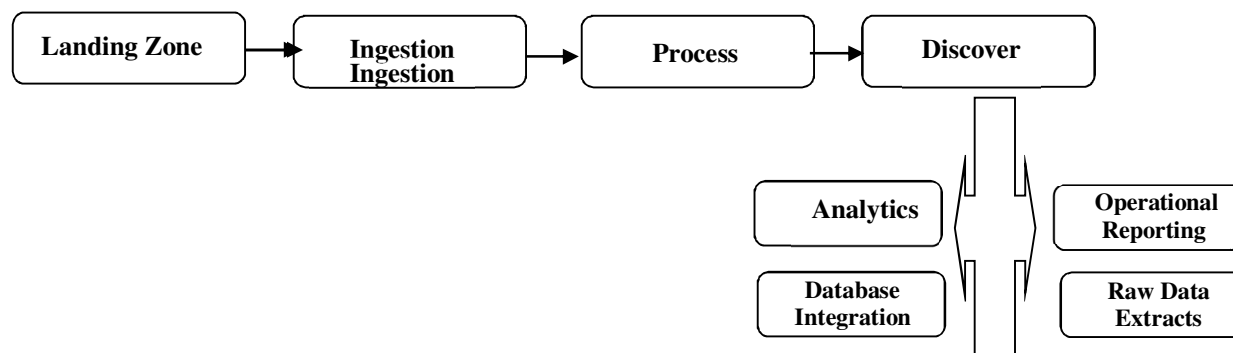 Landing Zone
Ingestion
Ingestion
Process
Discover
Analytics
Operational
Reporting
Database
Integration
Raw Data
Extracts